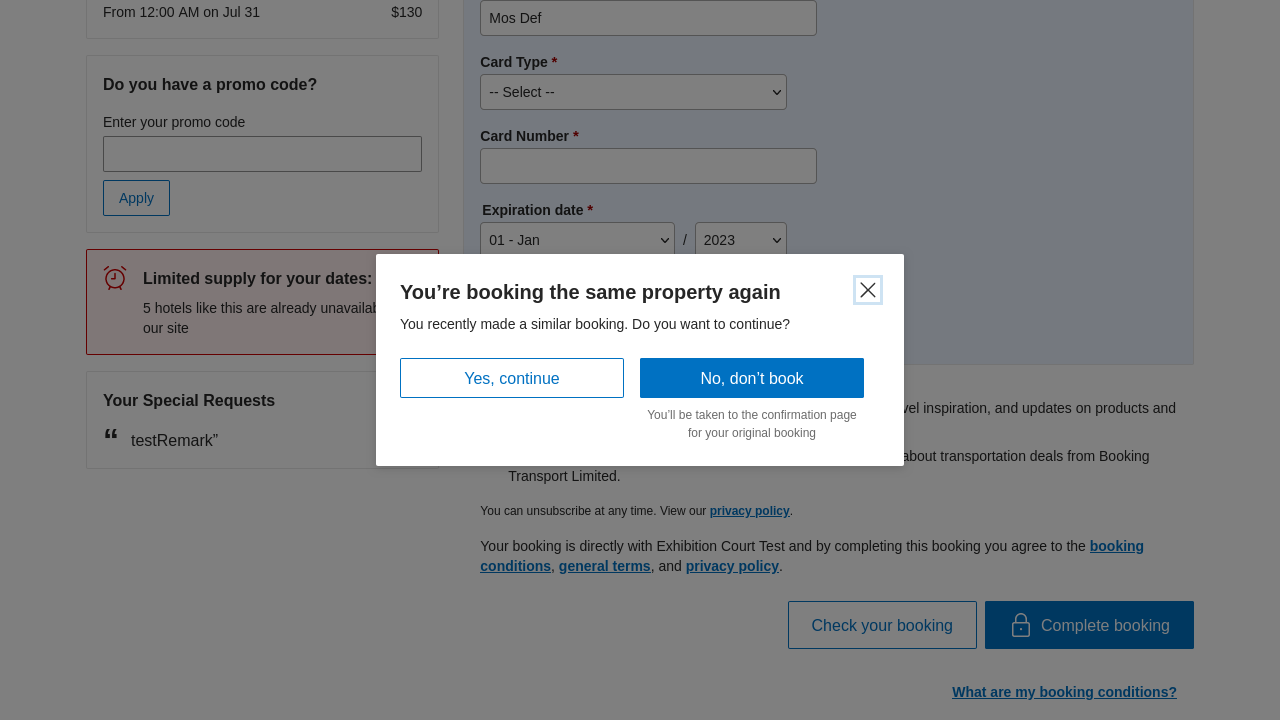 From 12:00 AM on Jul 31 $130
Do you have a promo code?
Enter your promo code
Apply
Limited supply for your dates:
5 hotels like this are already
our site
Your Special Requests
“ testRemark”
Mos Def
Card Type *
-- Select --
Card Number *
Expiration date *
01 - Jan / 2023
You’re booking the same property again
You recently made a similar booking. Do you want to continue?
Yes, continue
No, don’t book
You’ll be taken to the confirmation page
for your original booking
inspiration, and updates on products and
about transportation deals from Booking
Transport Limited.
You can unsubscribe at any time. View our privacy policy.
Your booking is directly with Exhibition Court Test and by completing this booking you agree to the booking
conditions, general terms, and privacy policy.
Check your booking
Complete booking
What are my booking conditions?